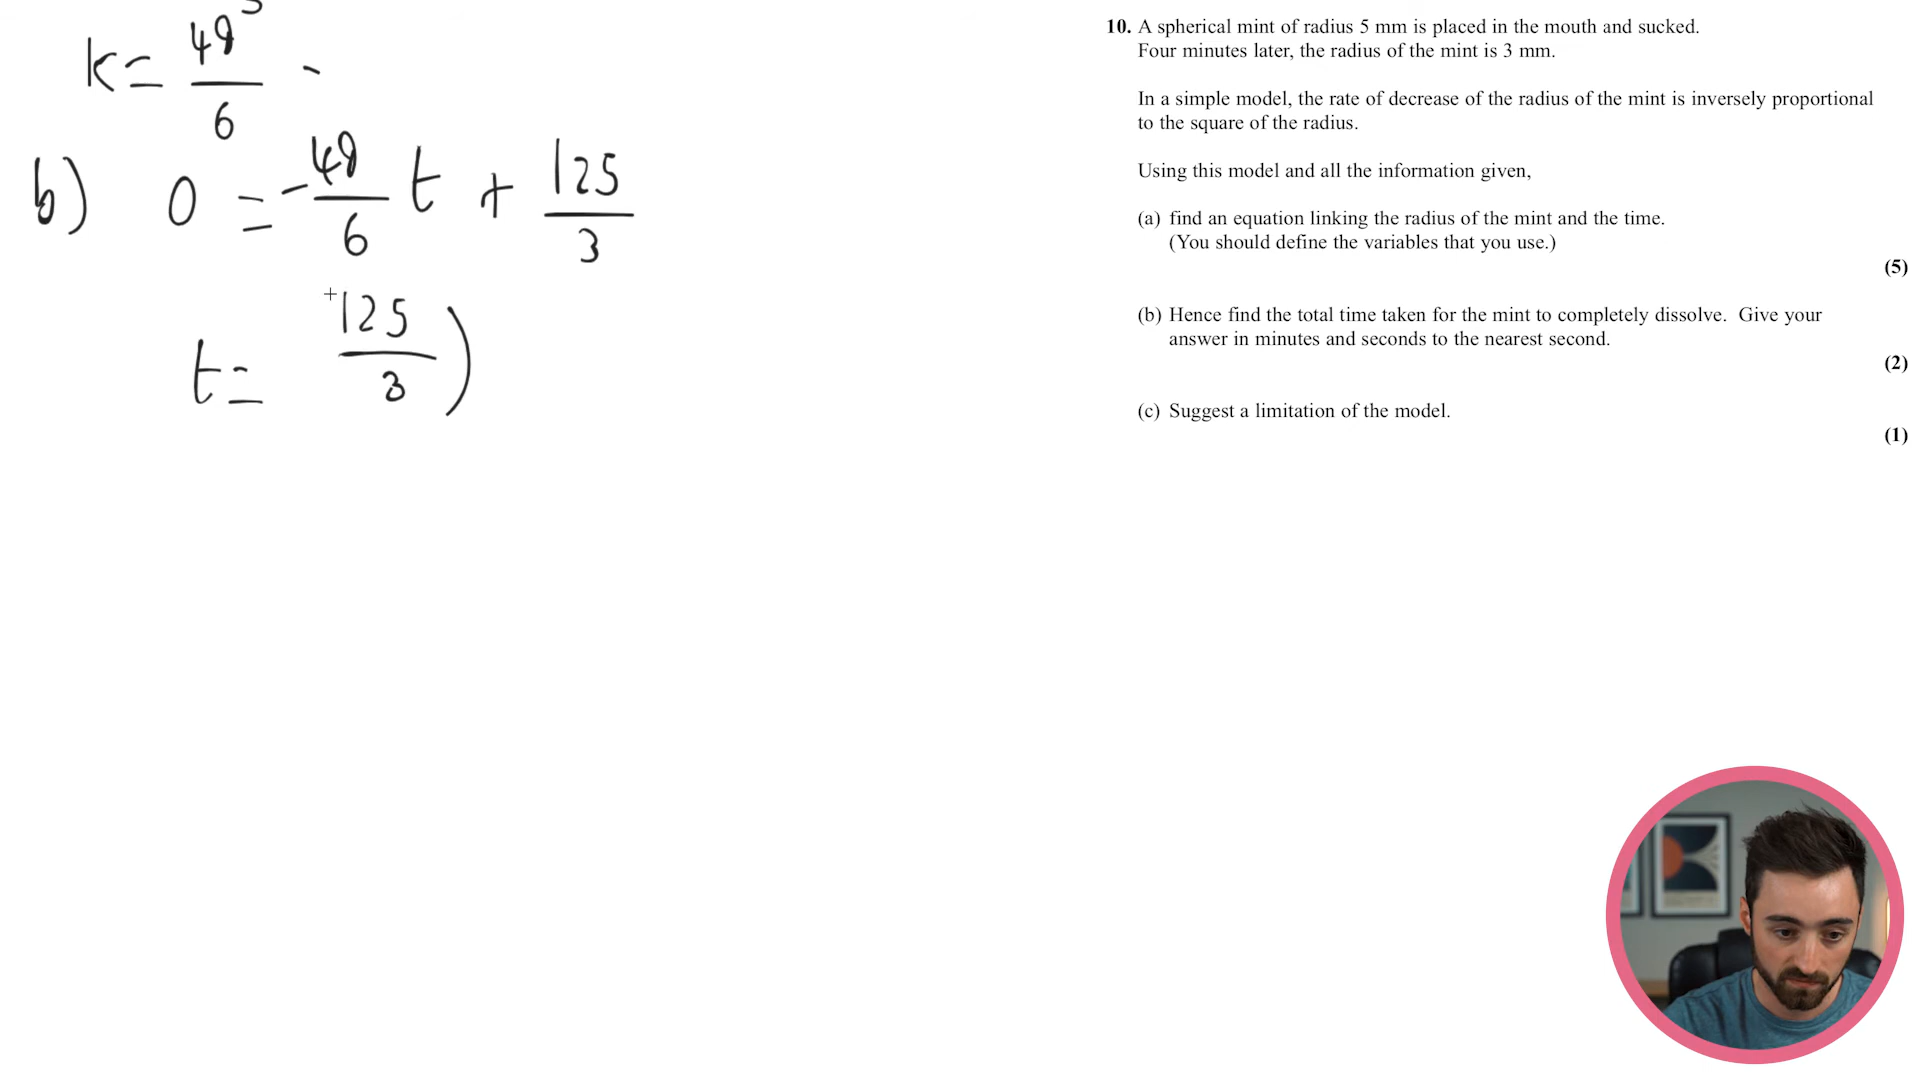 k = 49/6
b) 0 = -49/6 t + 125/3
t = 125/3 )
10. A spherical mint of radius 5 mm is placed in the mouth and sucked.
Four minutes later, the radius of the mint is 3 mm.
In a simple model, the rate of decrease of the radius of the mint is inversely proportional
to the square of the radius.
Using this model and all the information given,
(a) find an equation linking the radius of the mint and the time.
(You should define the variables that you use.)
(5)
(b) Hence find the total time taken for the mint to completely dissolve. Give your
answer in minutes and seconds to the nearest second.
(2)
(c) Suggest a limitation of the model.
(1)